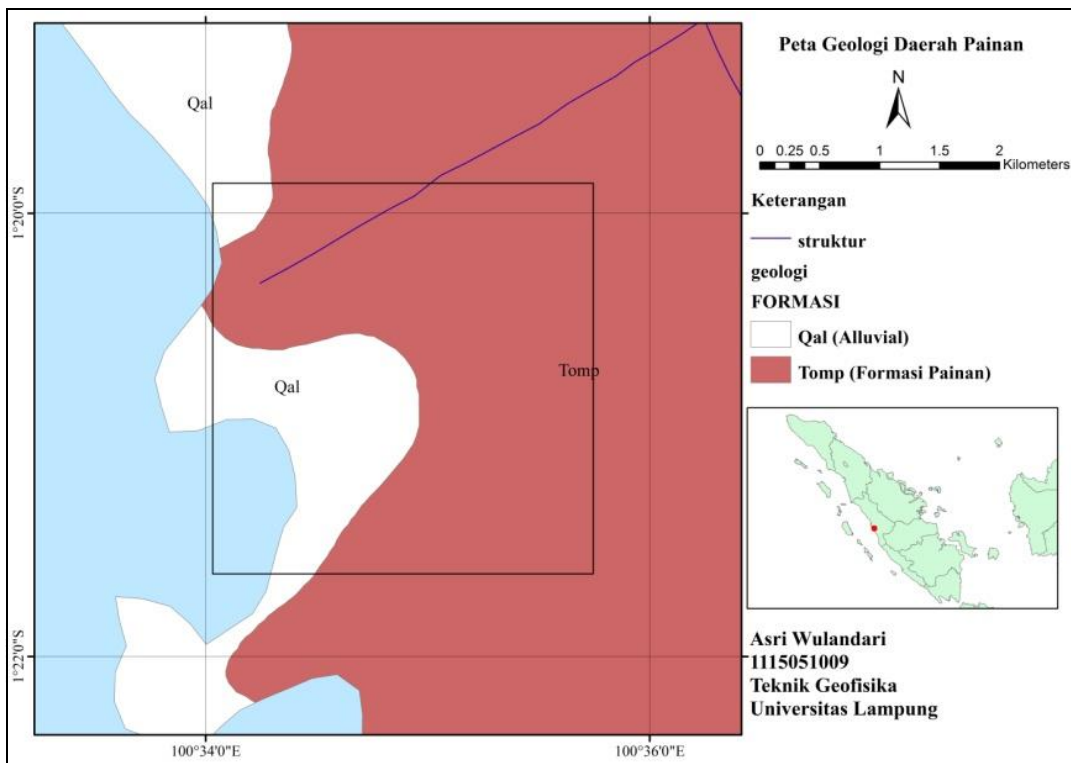 Peta Geologi Daerah Painan
N
0 0.25 0.5 1 1.5 2
Kilometers
Keterangan
struktur
geologi
FORMASI
Qal (Alluvial)
Tomp (Formasi Painan)
Asri Wulandari
1115051009
Teknik Geofisika
Universitas Lampung
Qal
Qal
Tomp
1°20'0"S
1°22'0"S
100°34'0"E
100°36'0"E